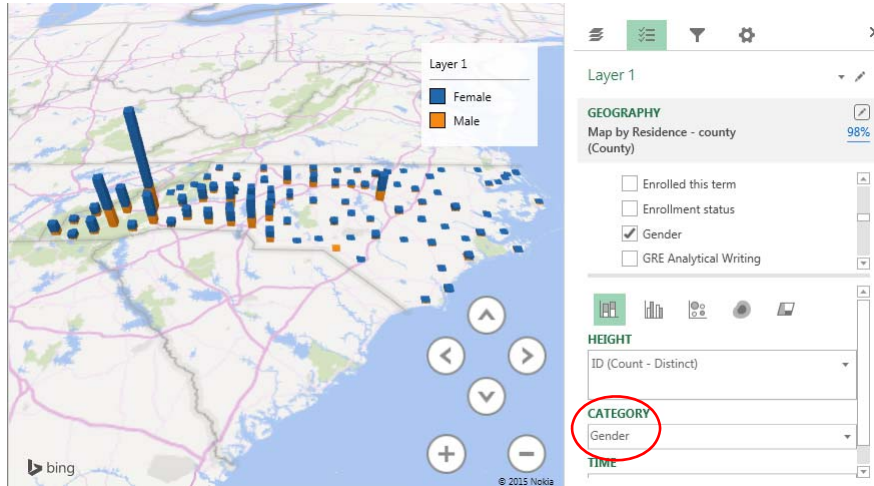 Layer 1
Female
Male
bing
© 2015 Nokia
Layer 1
GEOGRAPHY
Map by Residence - county
(County)
98%
Enrolled this term
Enrollment status
Gender
GRE Analytical Writing
HEIGHT
ID (Count - Distinct)
CATEGORY
Gender
TIME